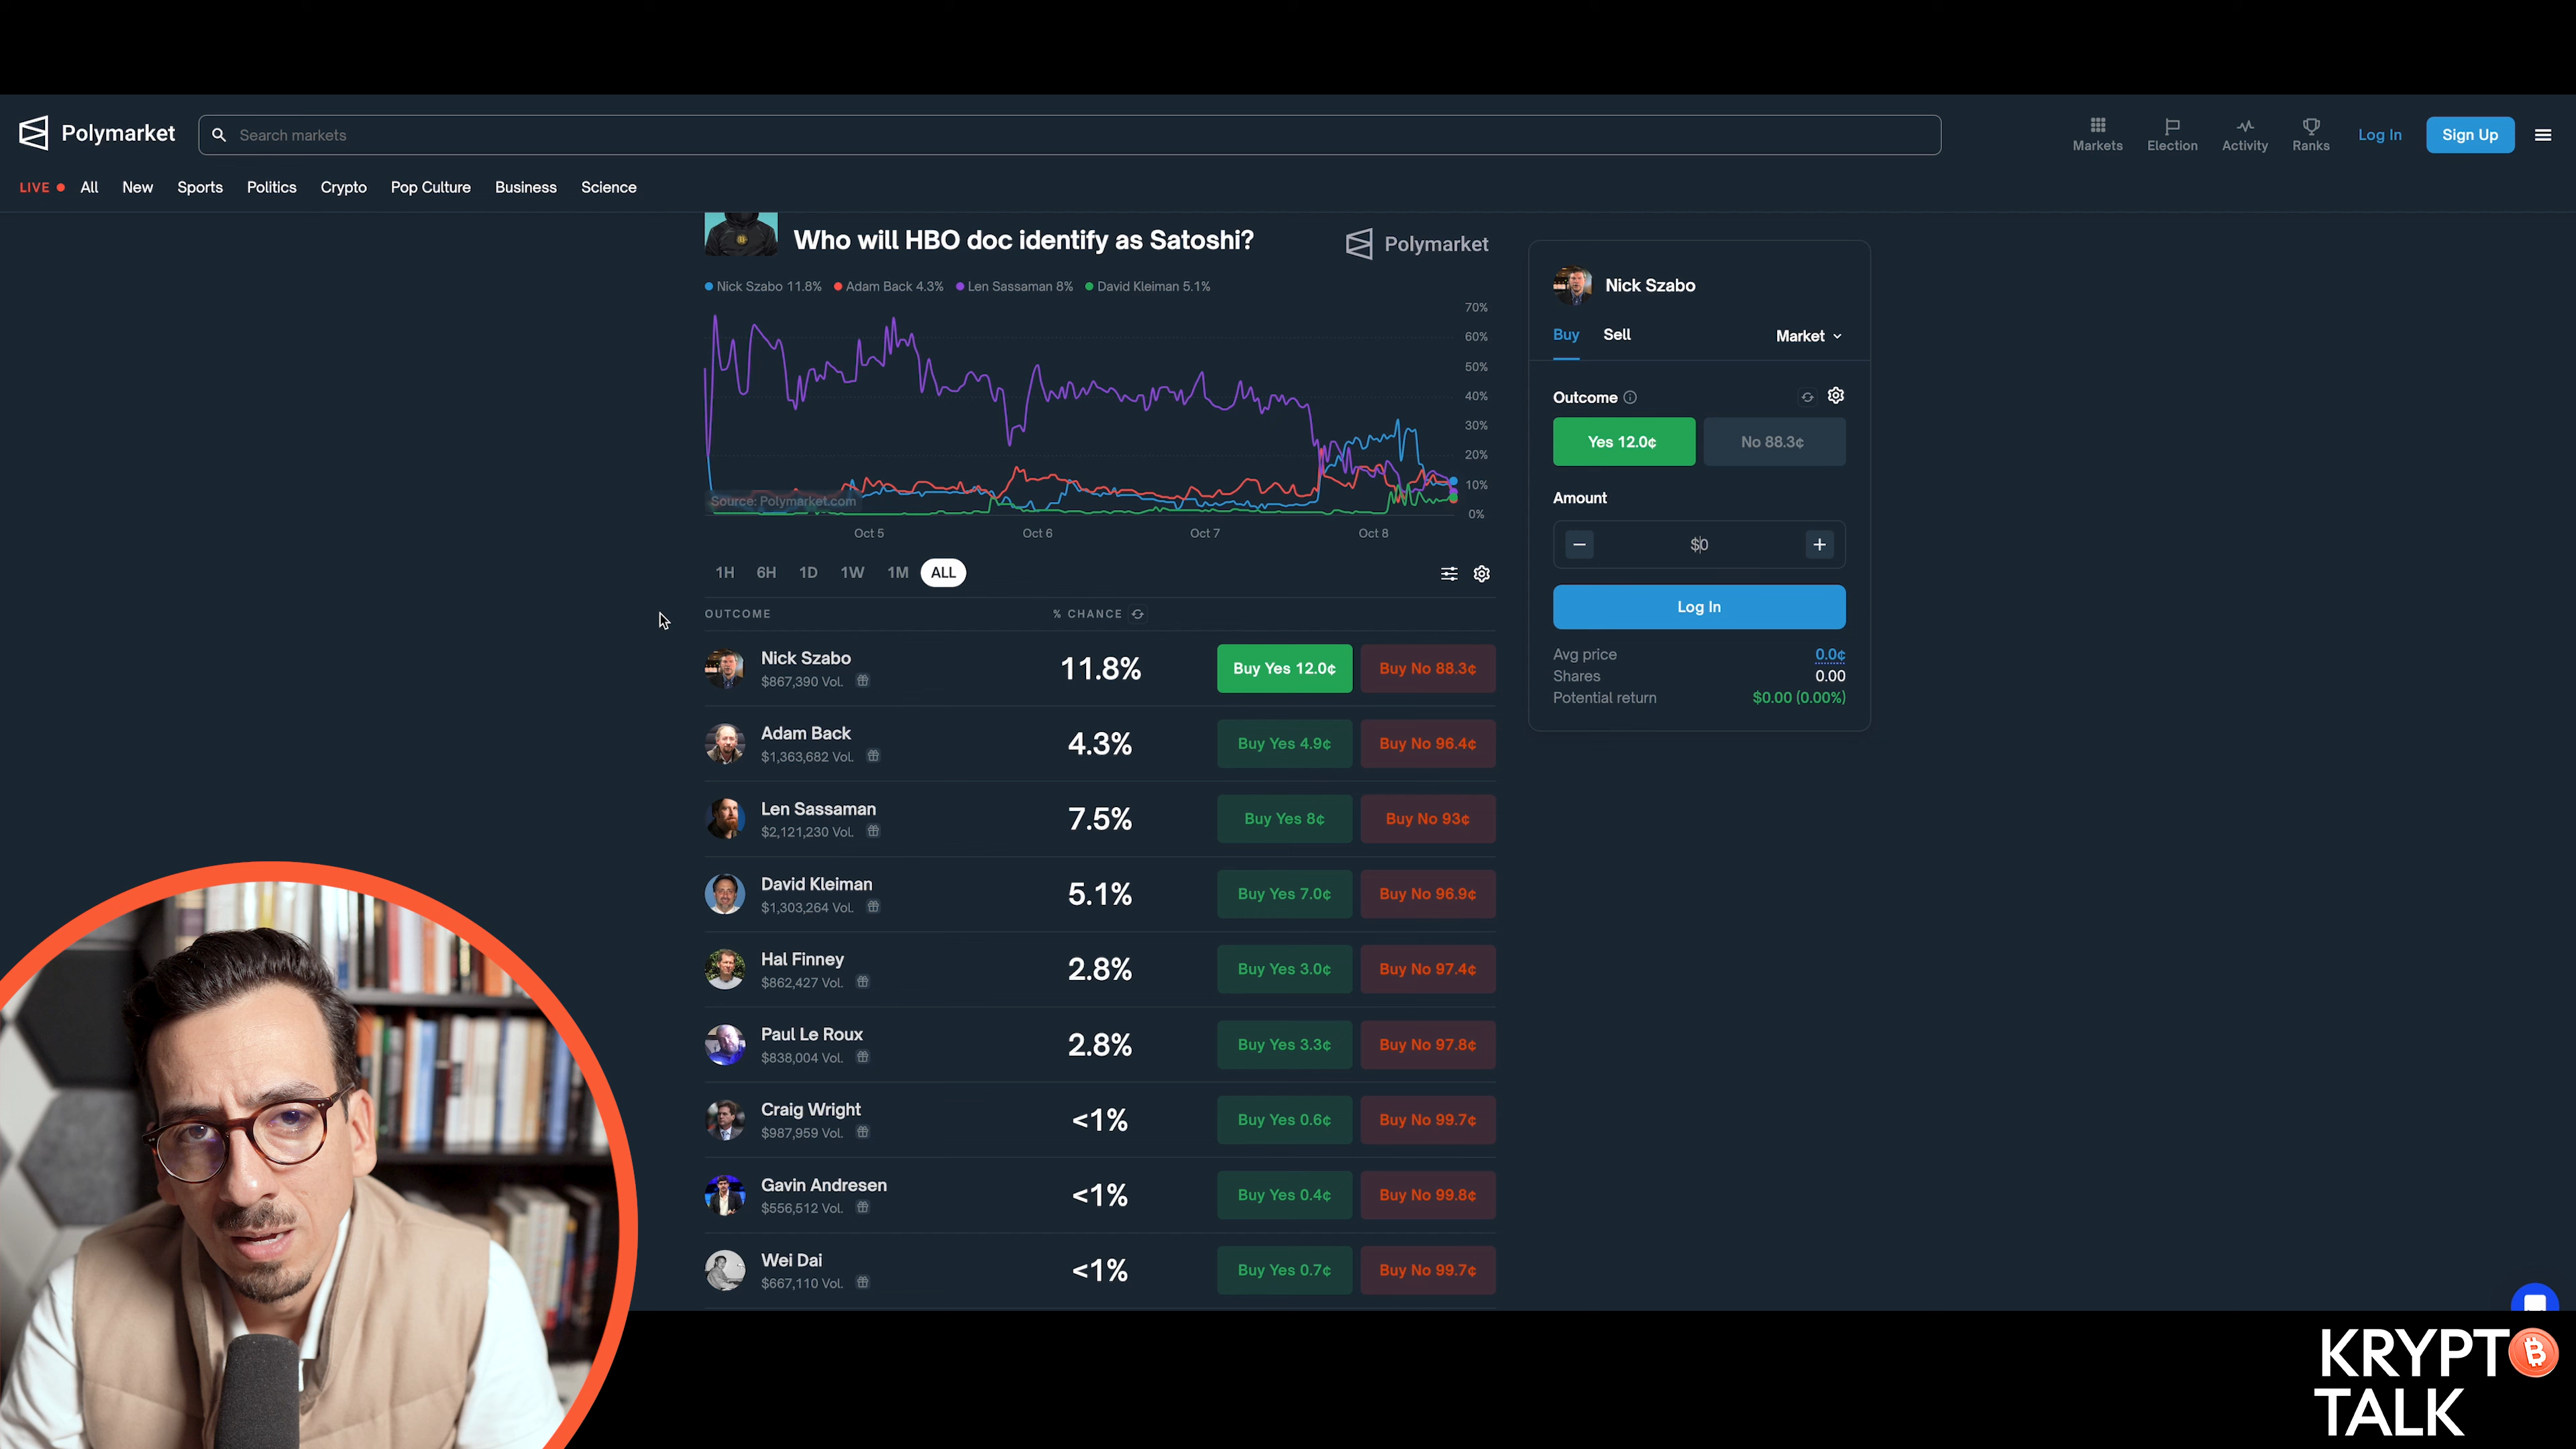 Polymarket
Search markets
Markets
Election
Activity
Ranks
Log In
Sign Up
LIVE All New Sports Politics Crypto Pop Culture Business Science
Who will HBO doc identify as Satoshi?
Polymarket
Nick Szabo 11.8% Adam Back 4.3% Len Sassaman 8% David Kleiman 5.1%
70%
60%
50%
40%
30%
20%
10%
0%
Source: Polymarket.com
Oct 5 Oct 6 Oct 7 Oct 8
1H 6H 1D 1W 1M ALL
OUTCOME % CHANCE
Nick Szabo
$867,390 Vol.
11.8%
Buy Yes 12.0¢ Buy No 88.3¢
Adam Back
$1,363,682 Vol.
4.3%
Buy Yes 4.9¢ Buy No 96.4¢
Len Sassaman
$2,121,230 Vol.
7.5%
Buy Yes 8¢ Buy No 93¢
David Kleiman
$1,303,264 Vol.
5.1%
Buy Yes 7.0¢ Buy No 96.9¢
Hal Finney
$862,427 Vol.
2.8%
Buy Yes 3.0¢ Buy No 97.4¢
Paul Le Roux
$838,004 Vol.
2.8%
Buy Yes 3.3¢ Buy No 97.8¢
Craig Wright
$987,959 Vol.
<1%
Buy Yes 0.6¢ Buy No 99.7¢
Gavin Andresen
$556,512 Vol.
<1%
Buy Yes 0.4¢ Buy No 99.8¢
Wei Dai
$667,110 Vol.
<1%
Buy Yes 0.7¢ Buy No 99.7¢
Nick Szabo
Buy Sell Market
Outcome
Yes 12.0¢ No 88.3¢
Amount
$0
Log In
Avg price 0.0¢
Shares 0.00
Potential return $0.00 (0.00%)
KRYPTO
TALK